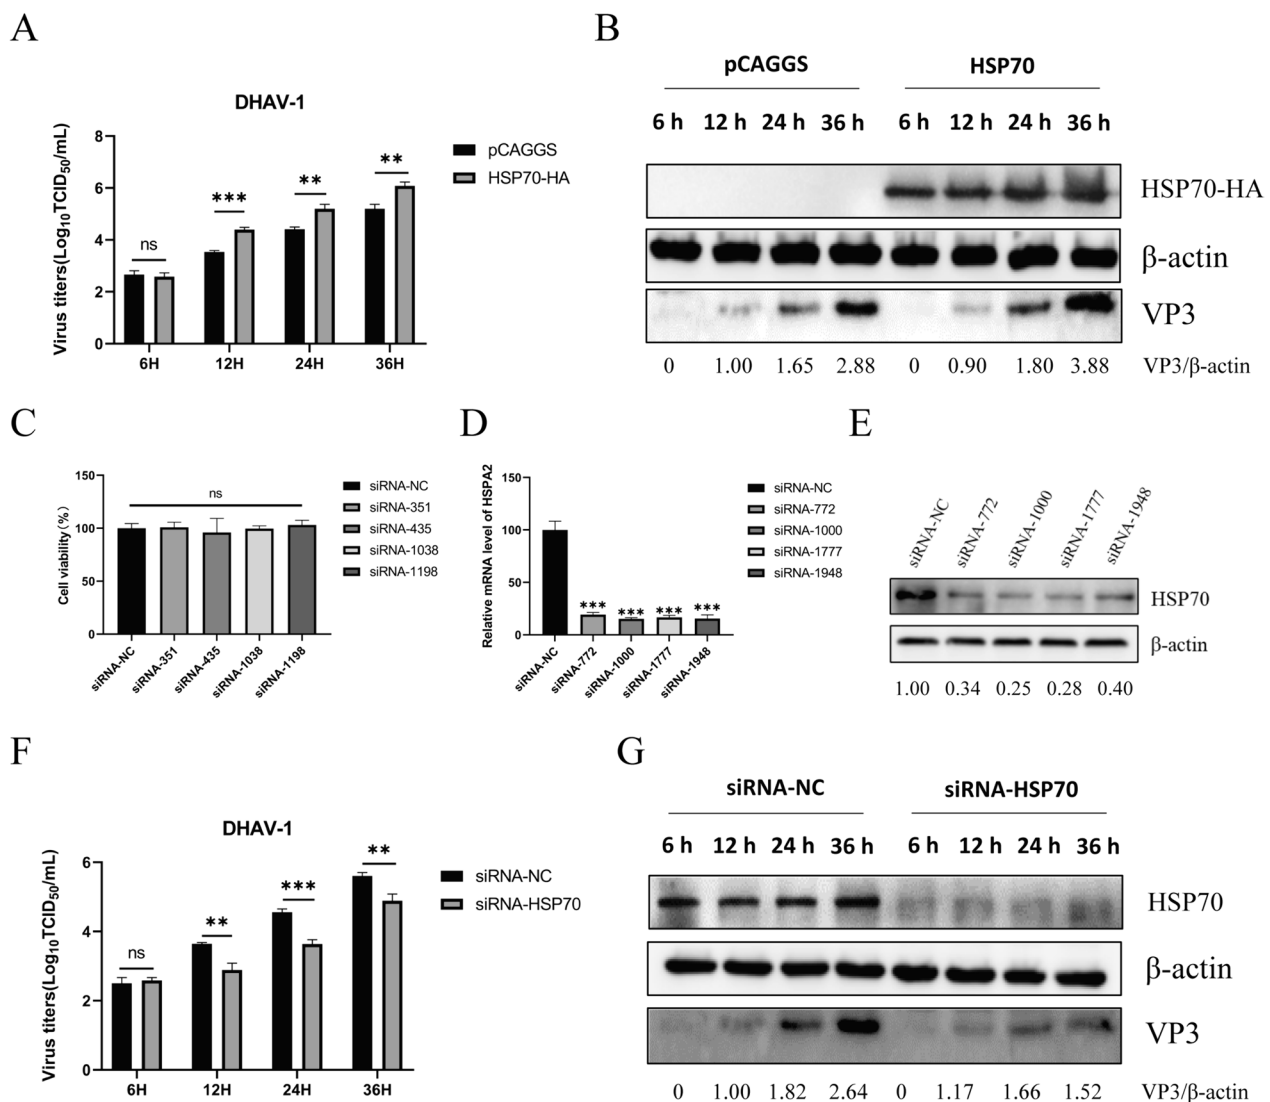 A
DHAV-1
Virus titers(Log10TCID50/mL)
8
6
4
2
0
ns
***
**
**
6H 12H 24H 36H
pCAGGS
HSP70-HA
B
pCAGGS HSP70
6 h 12 h 24 h 36 h 6 h 12 h 24 h 36 h
HSP70-HA
β-actin
VP3
0 1.00 1.65 2.88 0 0.90 1.80 3.88 VP3/β-actin
C
Cell viability(%)
150
100
50
0
ns
siRNA-NC siRNA-351 siRNA-435 siRNA-1038 siRNA-1198
siRNA-NC
siRNA-351
siRNA-435
siRNA-1038
siRNA-1198
D
Relative mRNA level of HSPA2
150
100
50
0
*** *** *** ***
siRNA-NC siRNA-772 siRNA-1000 siRNA-1777 siRNA-1948
siRNA-NC
siRNA-772
siRNA-1000
siRNA-1777
siRNA-1948
E
siRNA-NC siRNA-772 siRNA-1000 siRNA-1777 siRNA-1948
HSP70
β-actin
1.00 0.34 0.25 0.28 0.40
F
DHAV-1
Virus titers(Log10TCID50/mL)
6
4
2
0
ns
**
***
**
6H 12H 24H 36H
siRNA-NC
siRNA-HSP70
G
siRNA-NC siRNA-HSP70
6 h 12 h 24 h 36 h 6 h 12 h 24 h 36 h
HSP70
β-actin
VP3
0 1.00 1.82 2.64 0 1.17 1.66 1.52 VP3/β-actin